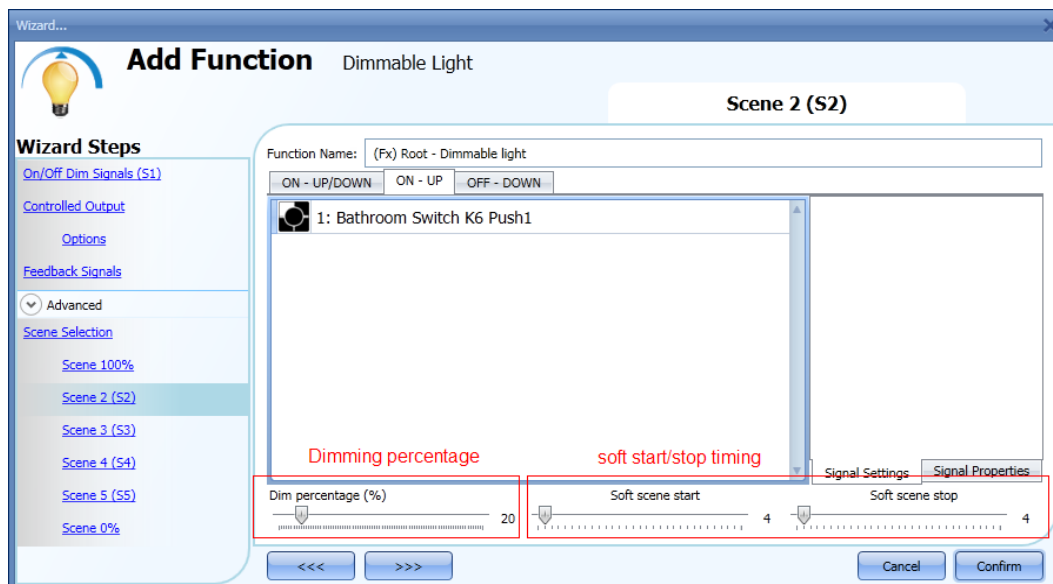 Wizard...
Add Function Dimmable Light
Scene 2 (S2)
Wizard Steps
On/Off Dim Signals (S1)
Controlled Output
Options
Feedback Signals
Advanced
Scene Selection
Scene 100%
Scene 2 (S2)
Scene 3 (S3)
Scene 4 (S4)
Scene 5 (S5)
Scene 0%
Function Name: (Fx) Root - Dimmable light
ON - UP/DOWN ON - UP OFF - DOWN
1: Bathroom Switch K6 Push1
Dimming percentage soft start/stop timing
Signal Settings Signal Properties
Dim percentage (%) Soft scene start Soft scene stop
20 4 4
<<< >>> Cancel Confirm